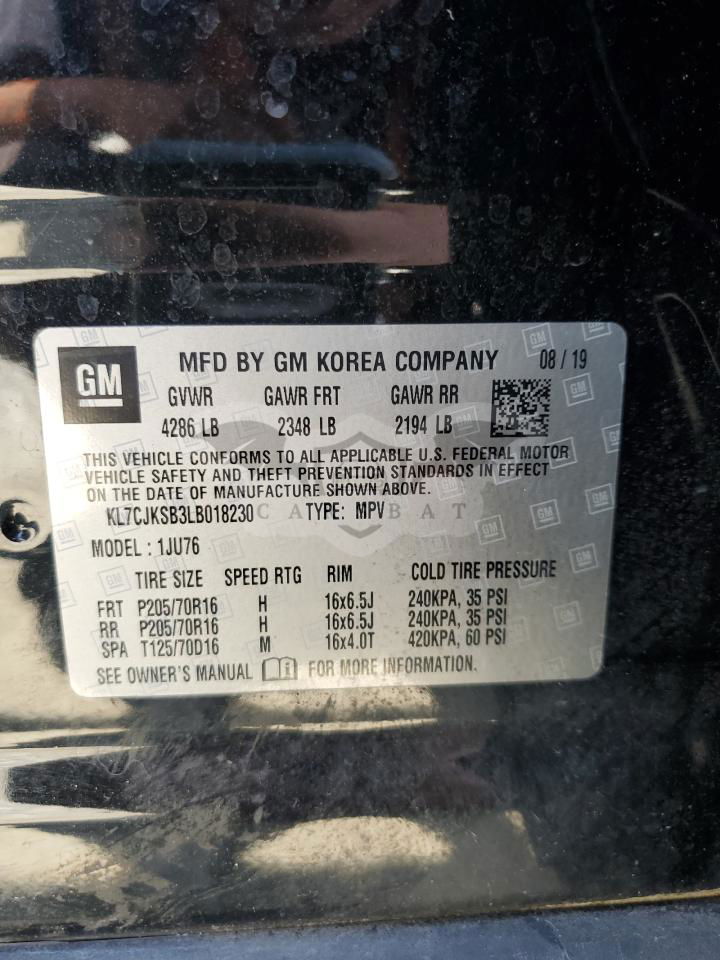 GM
MFD BY GM KOREA COMPANY 08 / 19
GVWR GAWR FRT GAWR RR
4286 LB 2348 LB 2194 LB
THIS VEHICLE CONFORMS TO ALL APPLICABLE U.S. FEDERAL MOTOR
VEHICLE SAFETY AND THEFT PREVENTION STANDARDS IN EFFECT
ON THE DATE OF MANUFACTURE SHOWN ABOVE.
KL7CJKSB3LB018230 TYPE: MPV
CARBAT
MODEL : 1JU76
TIRE SIZE SPEED RTG RIM COLD TIRE PRESSURE
FRT P205/70R16 H 16x6.5J 240KPA, 35 PSI
RR P205/70R16 H 16x6.5J 240KPA, 35 PSI
SPA T125/70D16 M 16x4.0T 420KPA, 60 PSI
SEE OWNER'S MANUAL FOR MORE INFORMATION.